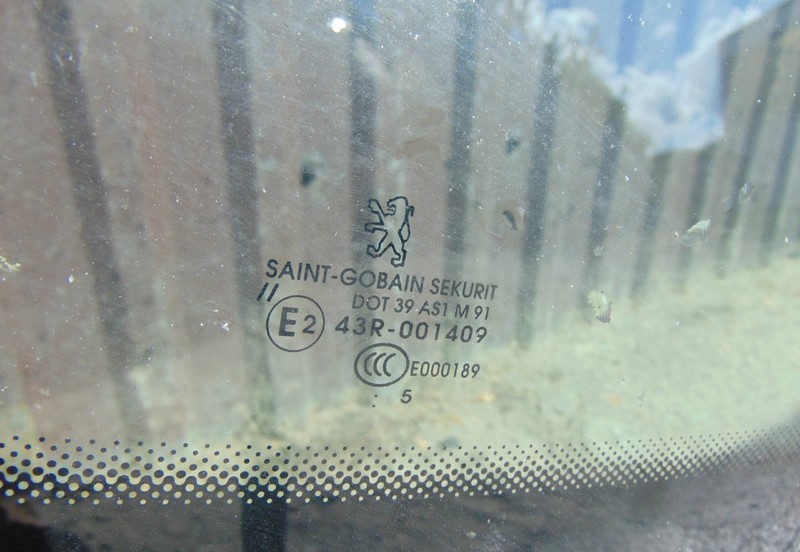 SAINT-GOBAIN SEKURIT
DOT 39 AS1 M 91
// E2 43R-001409
CCC E000189
: 5